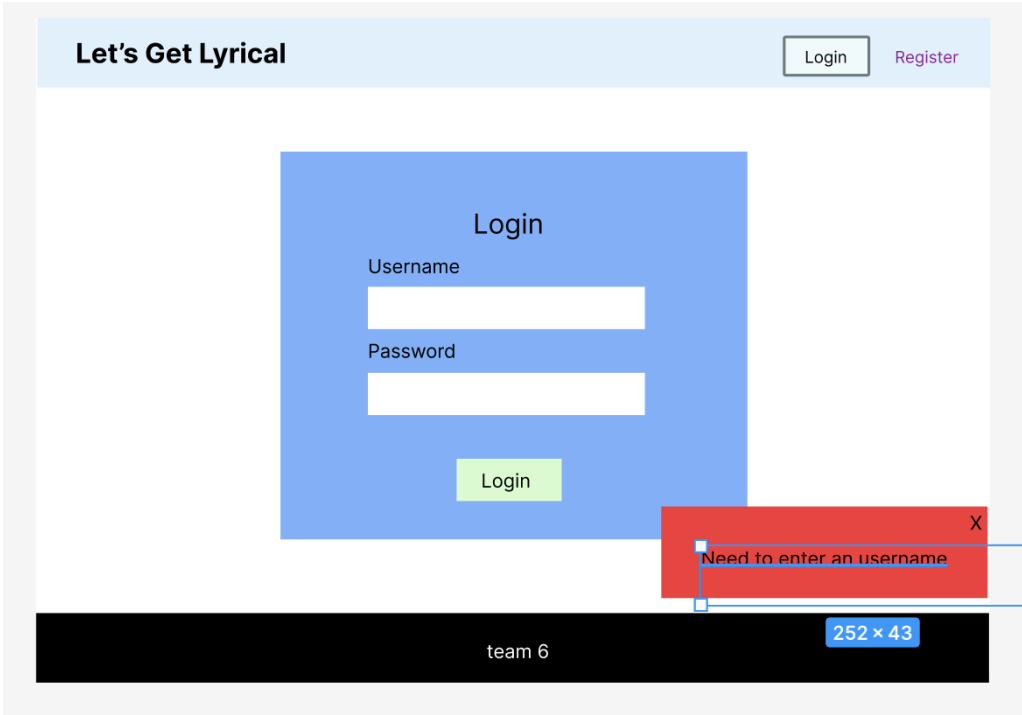 Let’s Get Lyrical
Login
Register
Login
Username
Password
Login
X
Need to enter an username
252 × 43
team 6